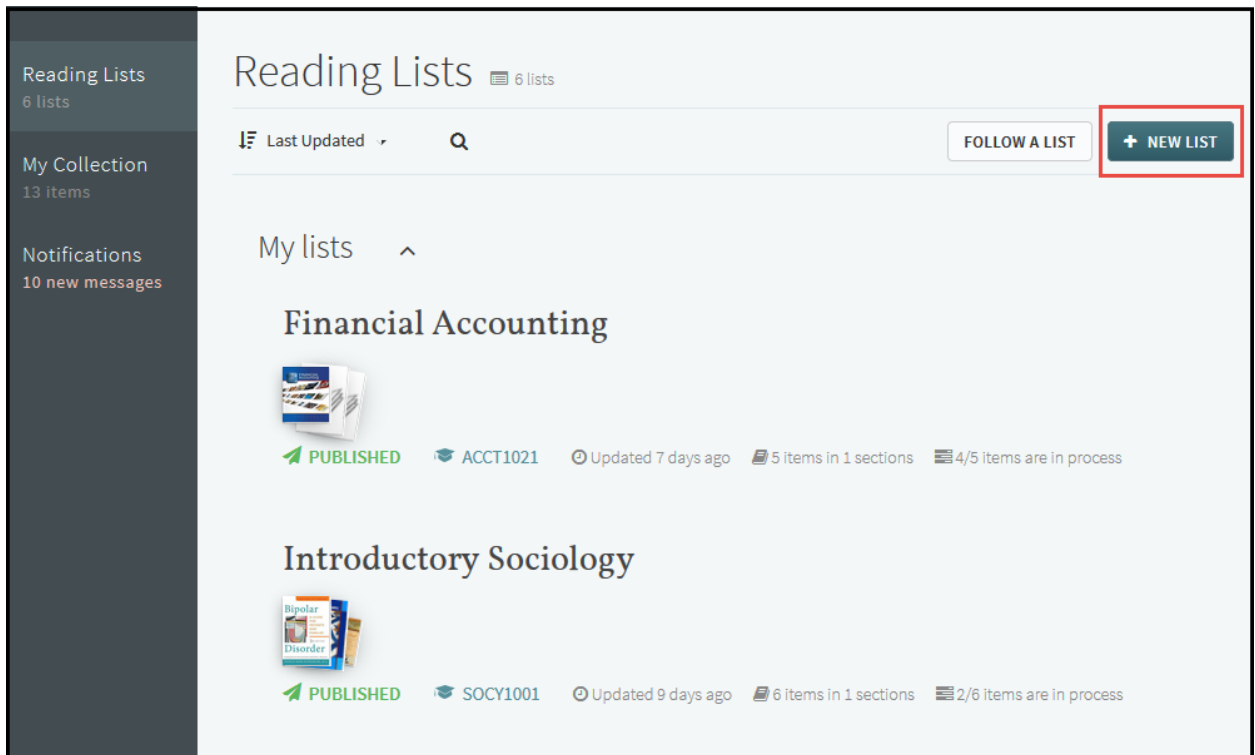 Reading Lists
6 lists
My Collection
13 items
Notifications
10 new messages
Reading Lists 6 lists
Last Updated
FOLLOW A LIST + NEW LIST
My lists
Financial Accounting
PUBLISHED ACCT1021 Updated 7 days ago 5 items in 1 sections 4/5 items are in process
Introductory Sociology
Bipolar
Disorder
PUBLISHED SOCY1001 Updated 9 days ago 6 items in 1 sections 2/6 items are in process